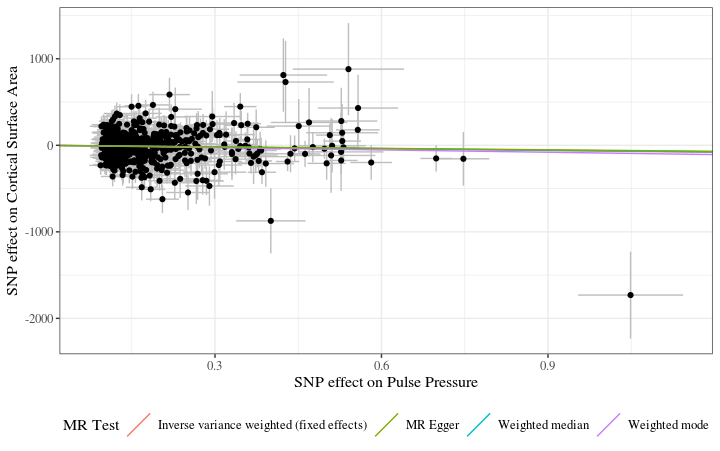 SNP effect on Cortical Surface Area
1000
0
-1000
-2000
0.3 0.6 0.9
SNP effect on Pulse Pressure
MR Test Inverse variance weighted (fixed effects) MR Egger Weighted median Weighted mode